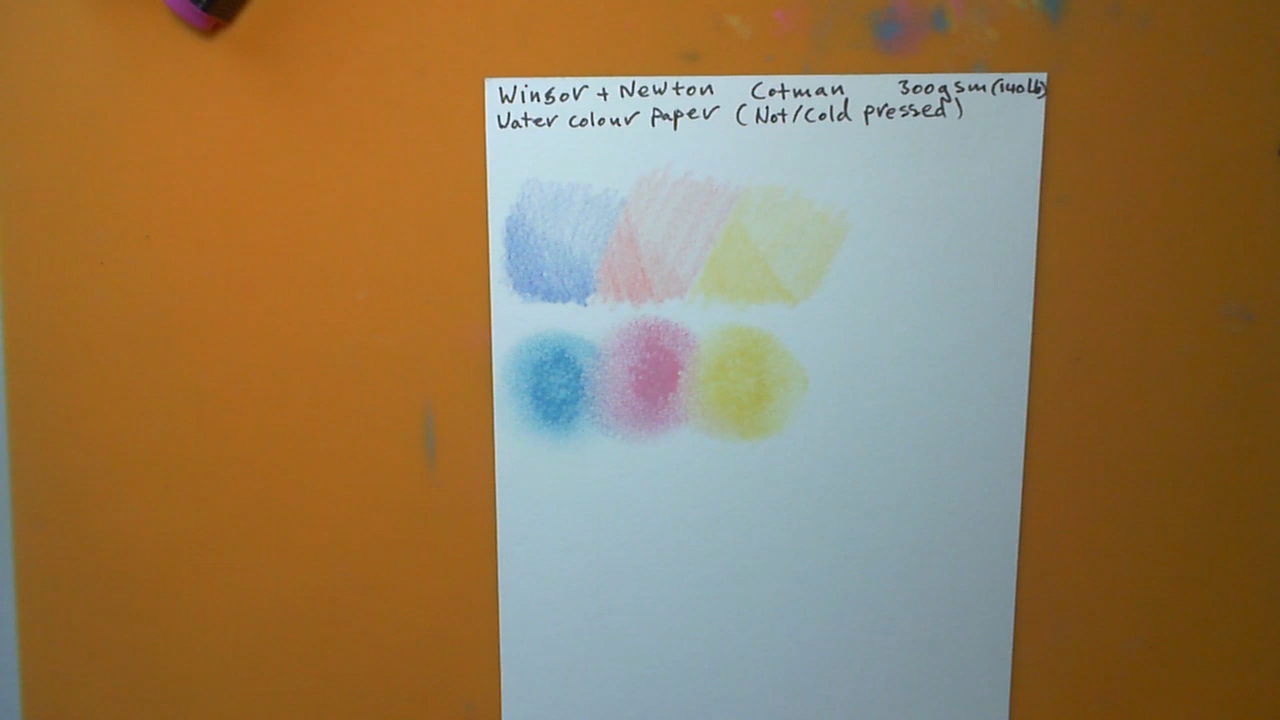 Winsor + Newton Cotman 300gsm (140lb)
Water colour paper (Not/Cold pressed)